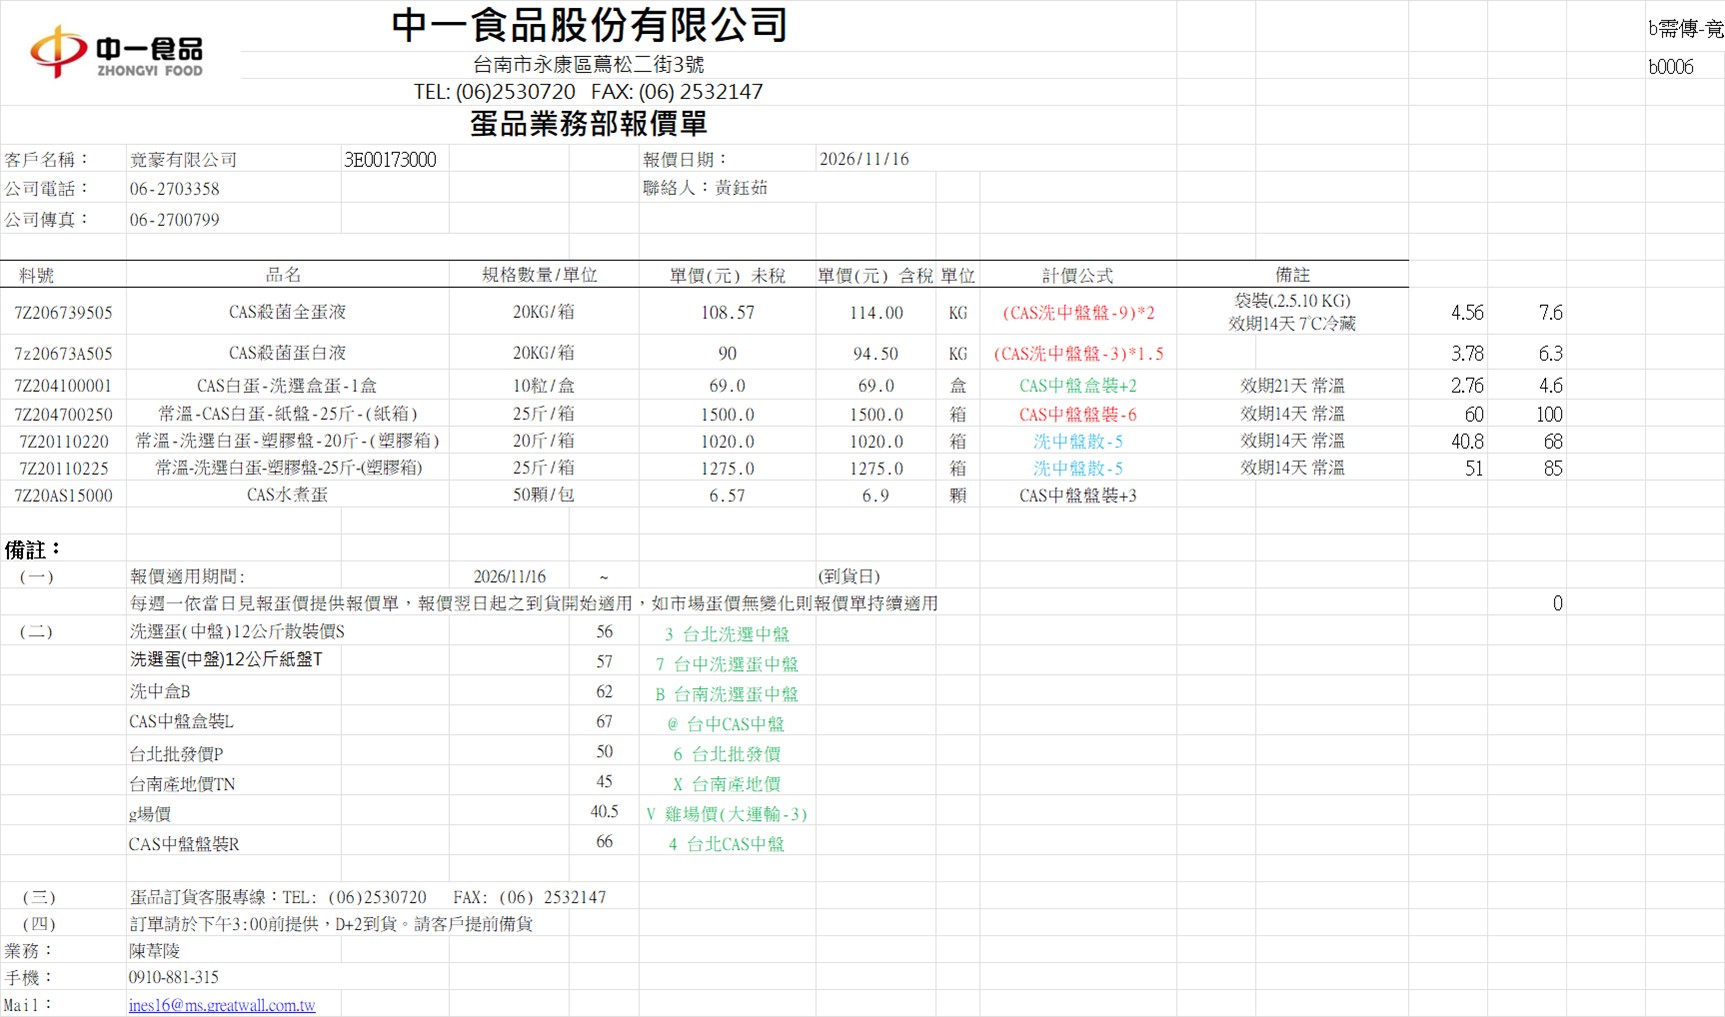 中一食品
ZHONGYI FOOD
中一食品股份有限公司
b需傳-竟
台南市永康區蔦松二街3號
b0006
TEL: (06)2530720 FAX: (06) 2532147
蛋品業務部報價單
客戶名稱： 竞豪有限公司 3E00173000 報價日期： 2026/11/16
公司電話： 06-2703358 聯絡人：黃鈺茹
公司傳真： 06-2700799
料號 品名 規格數量/單位 單價(元) 未稅 單價(元) 含稅 單位 計價公式 備註
7Z206739505 CAS殺菌全蛋液 20KG/箱 108.57 114.00 KG (CAS洗中盤盤-9)*2 袋裝(.2.5.10 KG) 4.56 7.6
效期14天 7℃冷藏
7z20673A505 CAS殺菌蛋白液 20KG/箱 90 94.50 KG (CAS洗中盤盤-3)*1.5 3.78 6.3
7Z204100001 CAS白蛋-洗選盒蛋-1盒 10粒/盒 69.0 69.0 盒 CAS中盤盒裝+2 效期21天 常溫 2.76 4.6
7Z204700250 常溫-CAS白蛋-紙盤-25斤-(紙箱) 25斤/箱 1500.0 1500.0 箱 CAS中盤盤裝-6 效期14天 常溫 60 100
7Z20110220 常溫-洗選白蛋-塑膠盤-20斤-(塑膠箱) 20斤/箱 1020.0 1020.0 箱 洗中盤散-5 效期14天 常溫 40.8 68
7Z20110225 常溫-洗選白蛋-塑膠盤-25斤-(塑膠箱) 25斤/箱 1275.0 1275.0 箱 洗中盤散-5 效期14天 常溫 51 85
7Z20AS15000 CAS水煮蛋 50顆/包 6.57 6.9 顆 CAS中盤盤裝+3
備註：
(一) 報價適用期間: 2026/11/16 ~ (到貨日)
每週一依當日見報蛋價提供報價單，報價翌日起之到貨開始適用，如市場蛋價無變化則報價單持續適用 0
(二) 洗選蛋(中盤)12公斤散裝價S 56 3 台北洗選中盤
洗選蛋(中盤)12公斤紙盤T 57 7 台中洗選蛋中盤
洗中盒B 62 B 台南洗選蛋中盤
CAS中盤盒裝L 67 @ 台中CAS中盤
台北批發價P 50 6 台北批發價
台南產地價TN 45 X 台南產地價
g場價 40.5 V 雞場價(大運輸-3)
CAS中盤盤裝R 66 4 台北CAS中盤
(三) 蛋品訂貨客服專線：TEL: (06)2530720 FAX: (06) 2532147
(四) 訂單請於下午3:00前提供，D+2到貨。請客戶提前備貨
業務： 陳葦陵
手機： 0910-881-315
Mail： ines16@ms.greatwall.com.tw